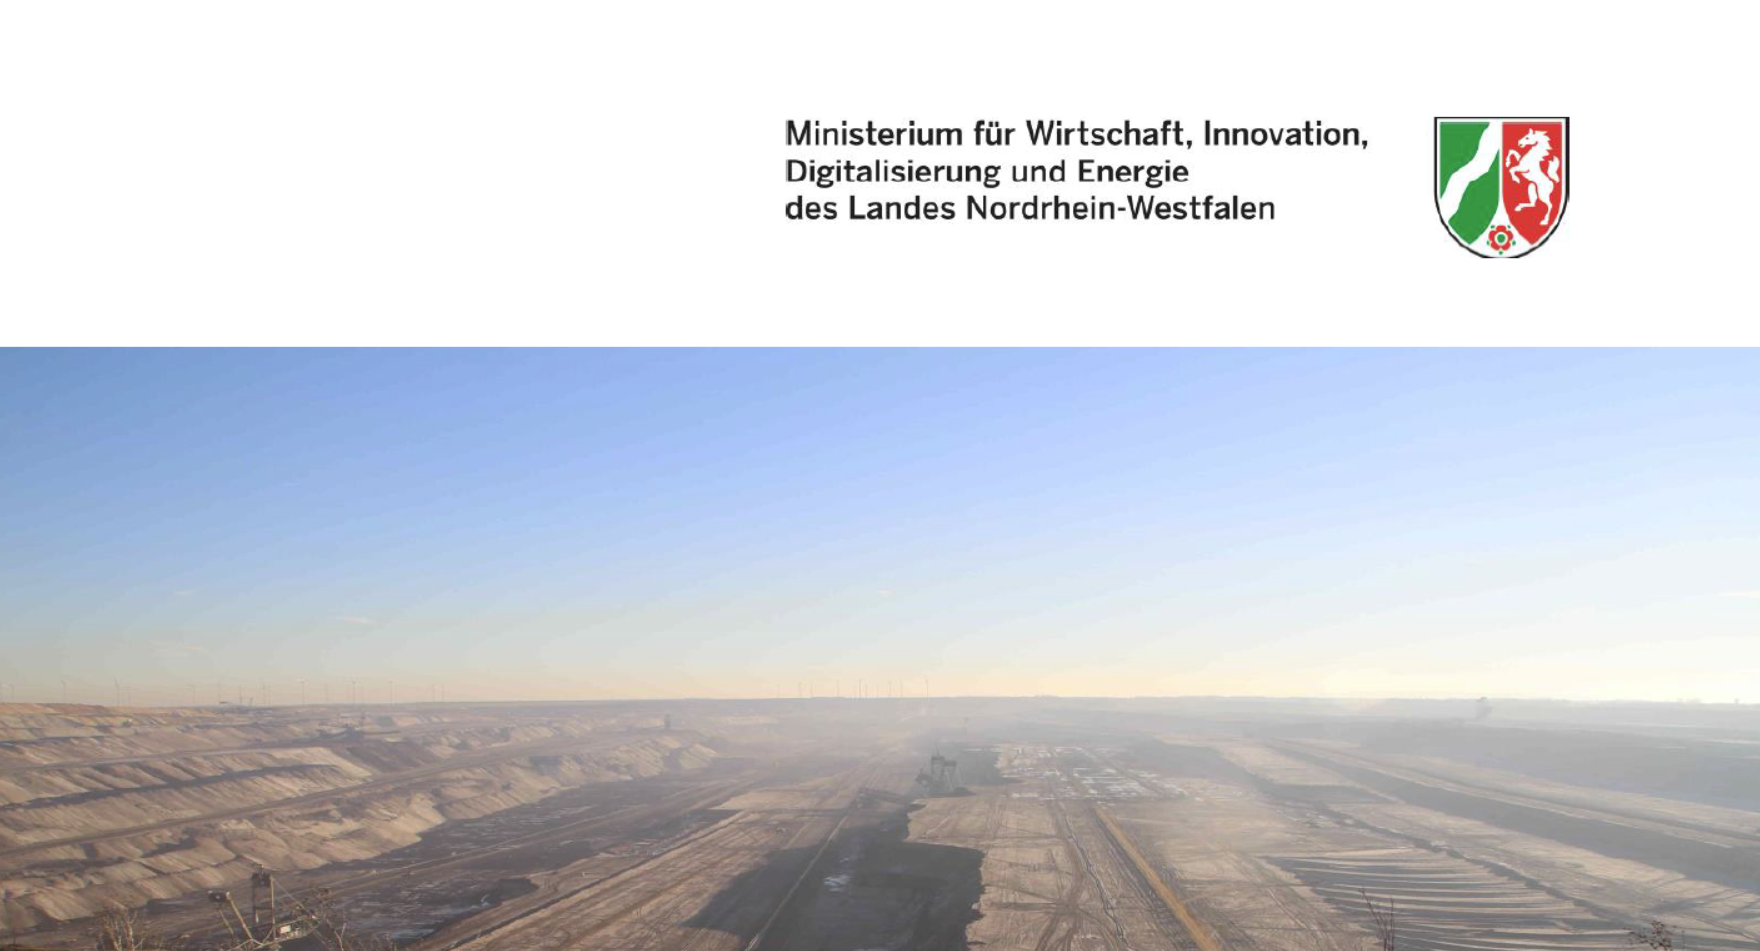 Ministerium für Wirtschaft, Innovation,
Digitalisierung und Energie
des Landes Nordrhein-Westfalen